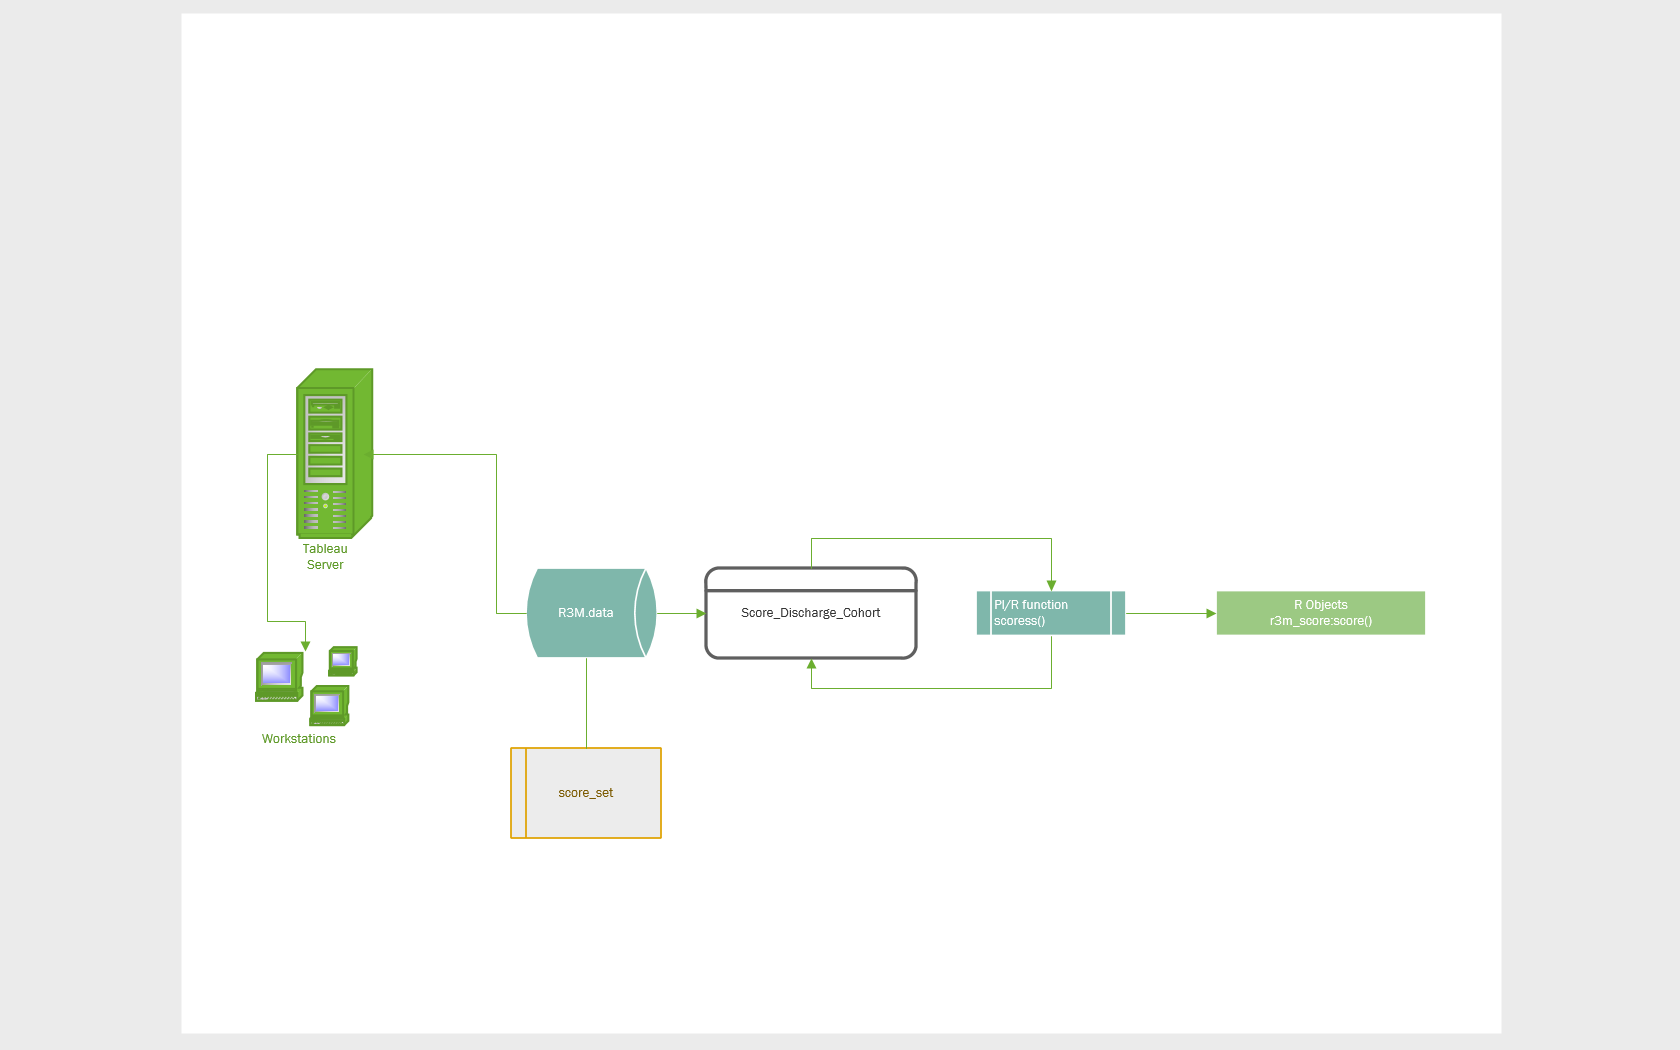 Tableau
Server
Workstations
R3M.data
score_set
Score_Discharge_Cohort
Pl/R function
scoress()
R Objects
r3m_score:score()